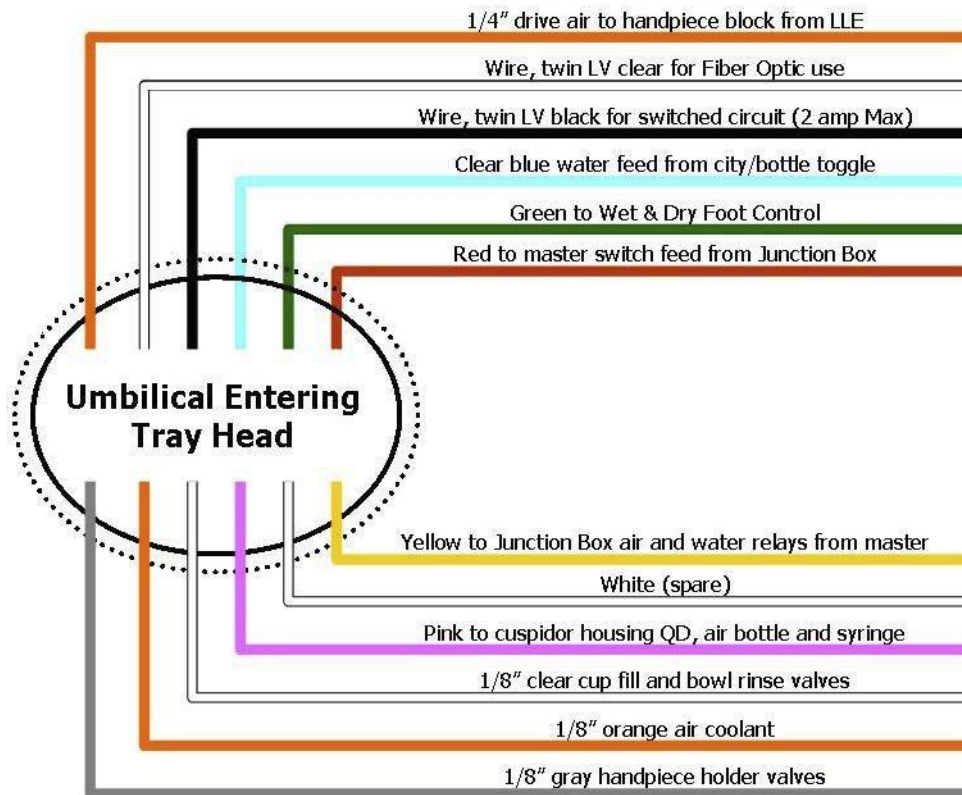 1/4" drive air to handpiece block from LLE
Wire, twin LV clear for Fiber Optic use
Wire, twin LV black for switched circuit (2 amp Max)
Clear blue water feed from city/bottle toggle
Green to Wet & Dry Foot Control
Red to master switch feed from Junction Box
Umbilical Entering
Tray Head
Yellow to Junction Box air and water relays from master
White (spare)
Pink to cuspidor housing QD, air bottle and syringe
1/8" clear cup fill and bowl rinse valves
1/8" orange air coolant
1/8" gray handpiece holder valves